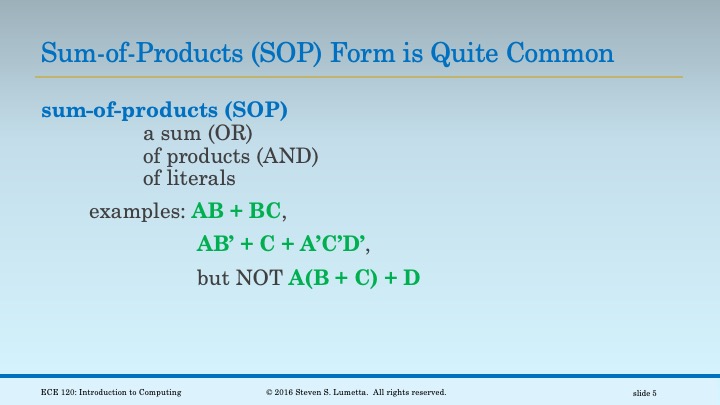 Sum-of-Products (SOP) Form is Quite Common
sum-of-products (SOP)
a sum (OR)
of products (AND)
of literals
examples: AB + BC,
AB’ + C + A’C’D’,
but NOT A(B + C) + D
ECE 120: Introduction to Computing
© 2016 Steven S. Lumetta. All rights reserved.
slide 5